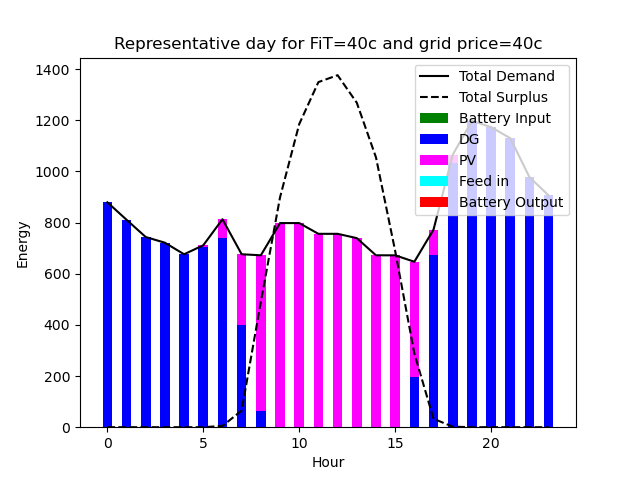 Representative day for FiT=40c and grid price=40c
1400
1200
1000
800
600
400
200
0
Energy
Total Demand
Total Surplus
Battery Input
DG
PV
Feed in
Battery Output
0 5 10 15 20
Hour